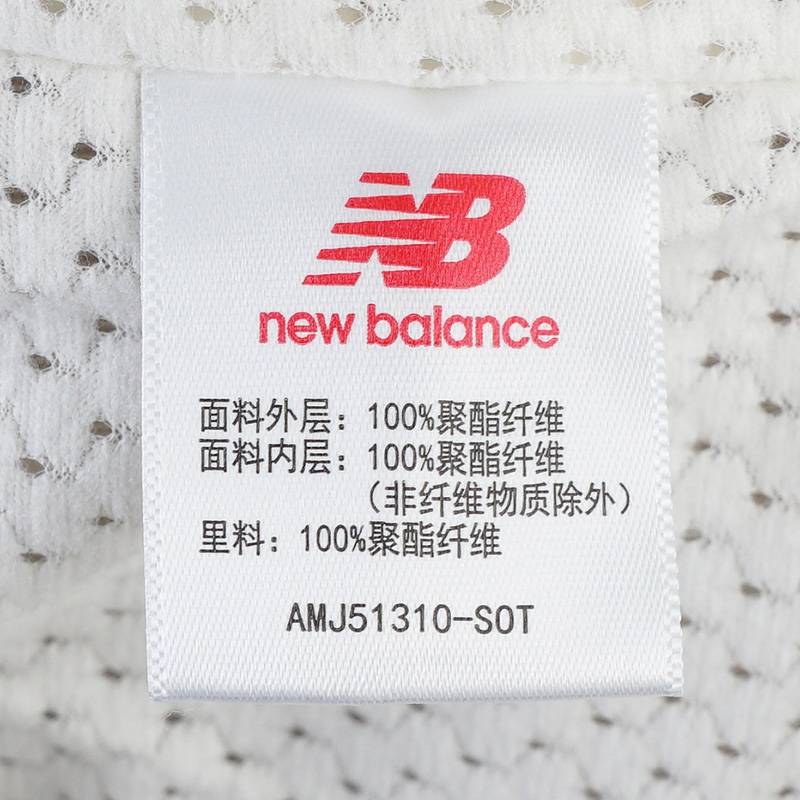 NB
new balance
面料外层：100%聚酯纤维
面料内层：100%聚酯纤维
（非纤维物质除外）
里料：100%聚酯纤维
AMJ51310-SOT